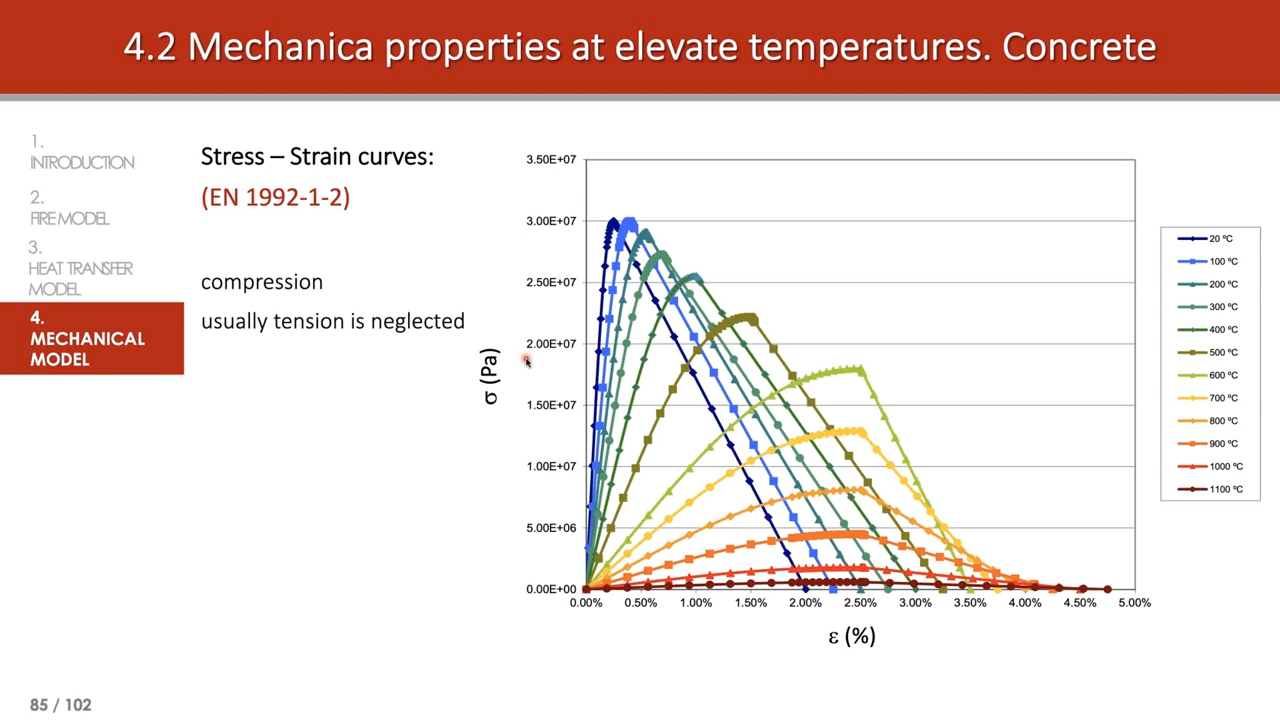 4.2 Mechanica properties at elevate temperatures. Concrete
1.
INTRODUCTION
2.
FIRE MODEL
3.
HEAT TRANSFER
MODEL
4.
MECHANICAL
MODEL
Stress – Strain curves:
(EN 1992-1-2)
compression
usually tension is neglected
σ (Pa)
3.50E+07
3.00E+07
2.50E+07
2.00E+07
1.50E+07
1.00E+07
5.00E+06
0.00E+00
0.00%
0.50%
1.00%
1.50%
2.00%
2.50%
3.00%
3.50%
4.00%
4.50%
5.00%
ε (%)
20 ºC
100 ºC
200 ºC
300 ºC
400 ºC
500 ºC
600 ºC
700 ºC
800 ºC
900 ºC
1000 ºC
1100 ºC
85 / 102